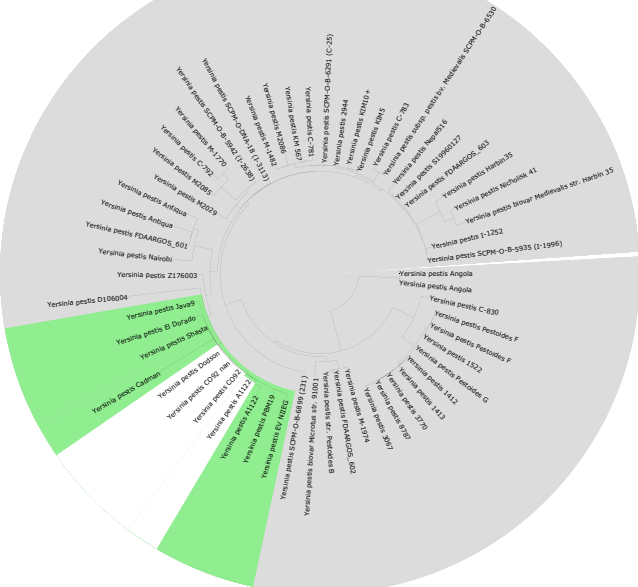 Yersinia pestis SCPM-O-B-6291 (C-25)
Yersinia pestis 2944
Yersinia pestis KIM10+
Yersinia pestis KIM5
Yersinia pestis C-783
Yersinia pestis subsp. pestis bv. Medievalis SCPM-O-B-6530
Yersinia pestis Nepal516
Yersinia pestis S19960127
Yersinia pestis FDAARGOS_603
Yersinia pestis Harbin35
Yersinia pestis Nicholisk 41
Yersinia pestis biovar Medievalis str. Harbin 35
Yersinia pestis I-1252
Yersinia pestis SCPM-O-B-5935 (I-1996)
Yersinia pestis Angola
Yersinia pestis Angola
Yersinia pestis C-830
Yersinia pestis Pestoides F
Yersinia pestis Pestoides F
Yersinia pestis 1522
Yersinia pestis Pestoides G
Yersinia pestis 1412
Yersinia pestis 1413
Yersinia pestis 3770
Yersinia pestis 8787
Yersinia pestis 3067
Yersinia pestis M-1974
Yersinia pestis FDAARGOS_602
Yersinia pestis str. Pestoides B
Yersinia pestis biovar Microtus str. 91001
Yersinia pestis SCPM-O-B-6899 (231)
Yersinia pestis EV NIIEG
Yersinia pestis PBM19
Yersinia pestis A1122
Yersinia pestis A1122
Yersinia pestis CO92
Yersinia pestis CO92 nan
Yersinia pestis Dodson
Yersinia pestis Cadman
Yersinia pestis Shasta
Yersinia pestis El Dorado
Yersinia pestis Java9
Yersinia pestis D106004
Yersinia pestis Z176003
Yersinia pestis Nairobi
Yersinia pestis FDAARGOS_601
Yersinia pestis Antiqua
Yersinia pestis Antiqua
Yersinia pestis M2029
Yersinia pestis M2085
Yersinia pestis C-792
Yersinia pestis M-1770
Yersinia pestis SCPM-O-B-5942 (I-2638)
Yersinia pestis SCPM-O-DNA-18 (I-3113)
Yersinia pestis M-1482
Yersinia pestis M2086
Yersinia pestis KM 567
Yersinia pestis C-781